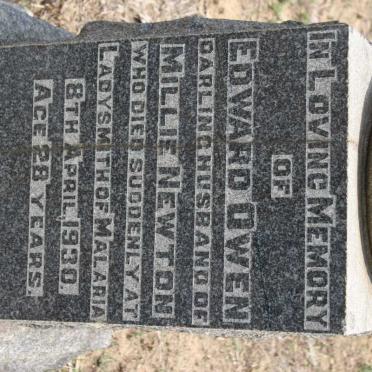 IN LOVING MEMORY
OF
EDWARD OWEN
DARLING HUSBAND OF
MILLIE NEWTON
WHO DIED SUDDENLY AT
LADYSMITH OF MALARIA
8TH APRIL, 1930.
AGE 28 YEARS.